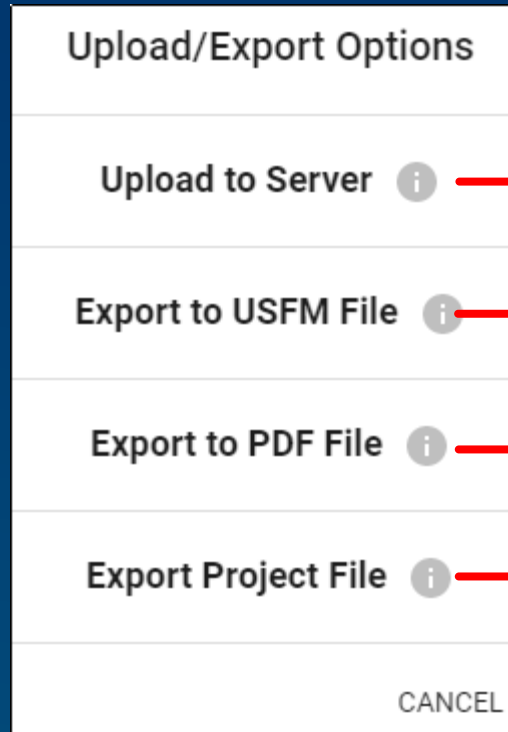 Upload/Export Options
Upload to Server
Export to USFM File
Export to PDF File
Export Project File
CANCEL